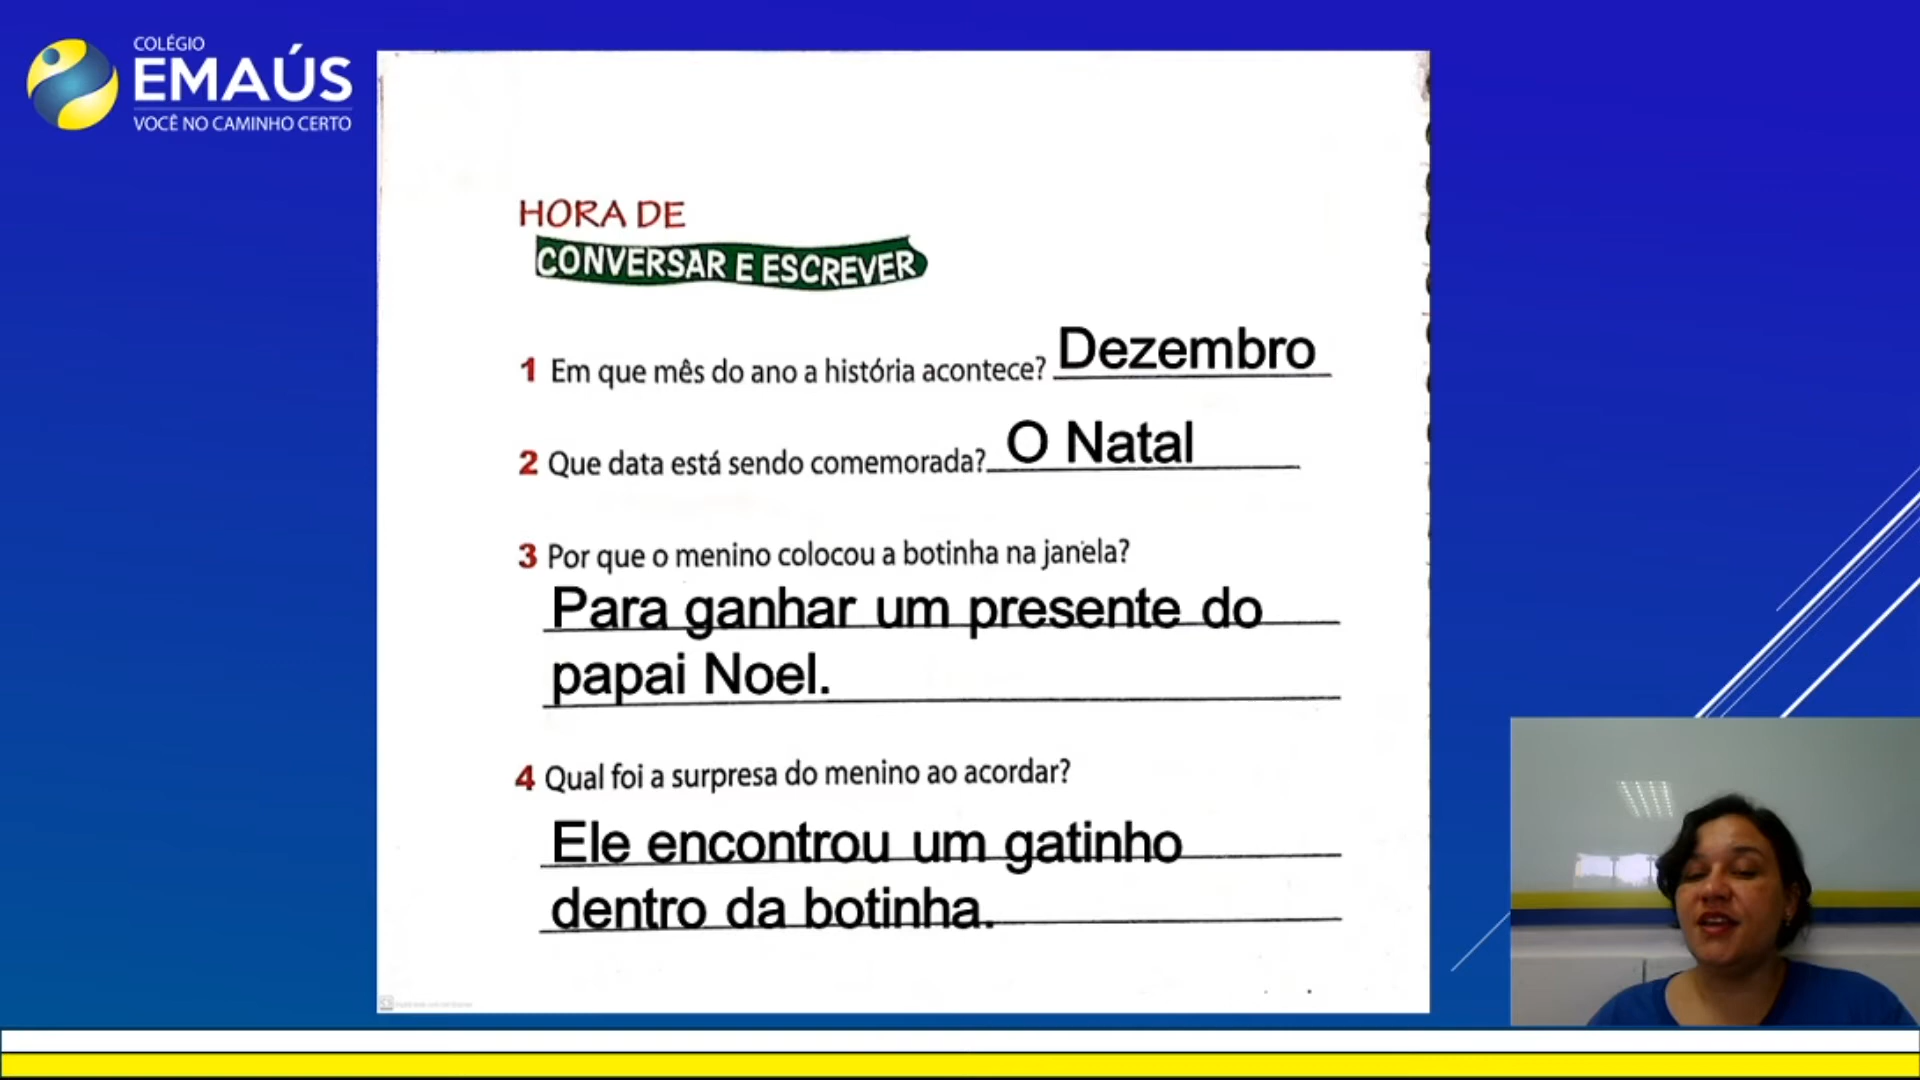 COLÉGIO
EMAÚS
VOCÊ NO CAMINHO CERTO
HORA DE
CONVERSAR E ESCREVER
1 Em que mês do ano a história acontece? Dezembro
2 Que data está sendo comemorada? O Natal
3 Por que o menino colocou a botinha na janela?
Para ganhar um presente do
papai Noel.
4 Qual foi a surpresa do menino ao acordar?
Ele encontrou um gatinho
dentro da botinha.